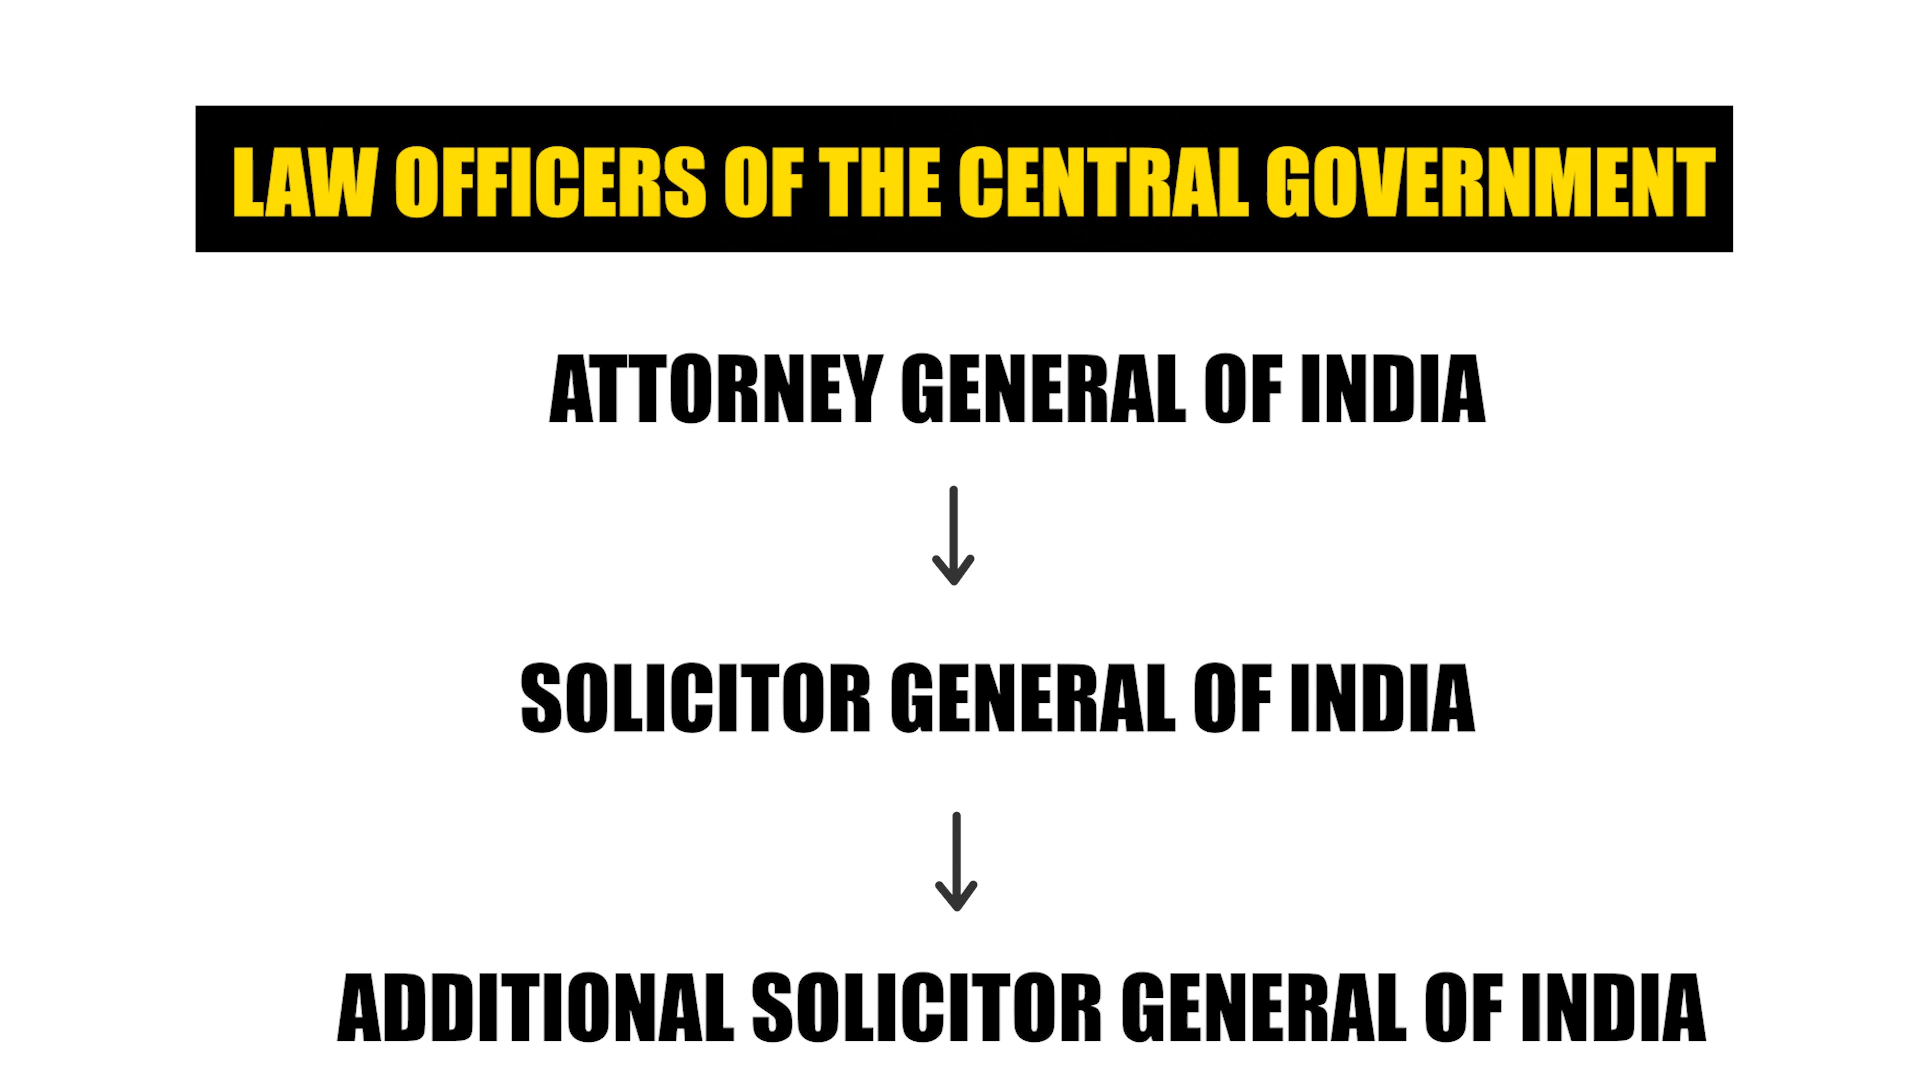 LAW OFFICERS OF THE CENTRAL GOVERNMENT
ATTORNEY GENERAL OF INDIA
SOLICITOR GENERAL OF INDIA
ADDITIONAL SOLICITOR GENERAL OF INDIA